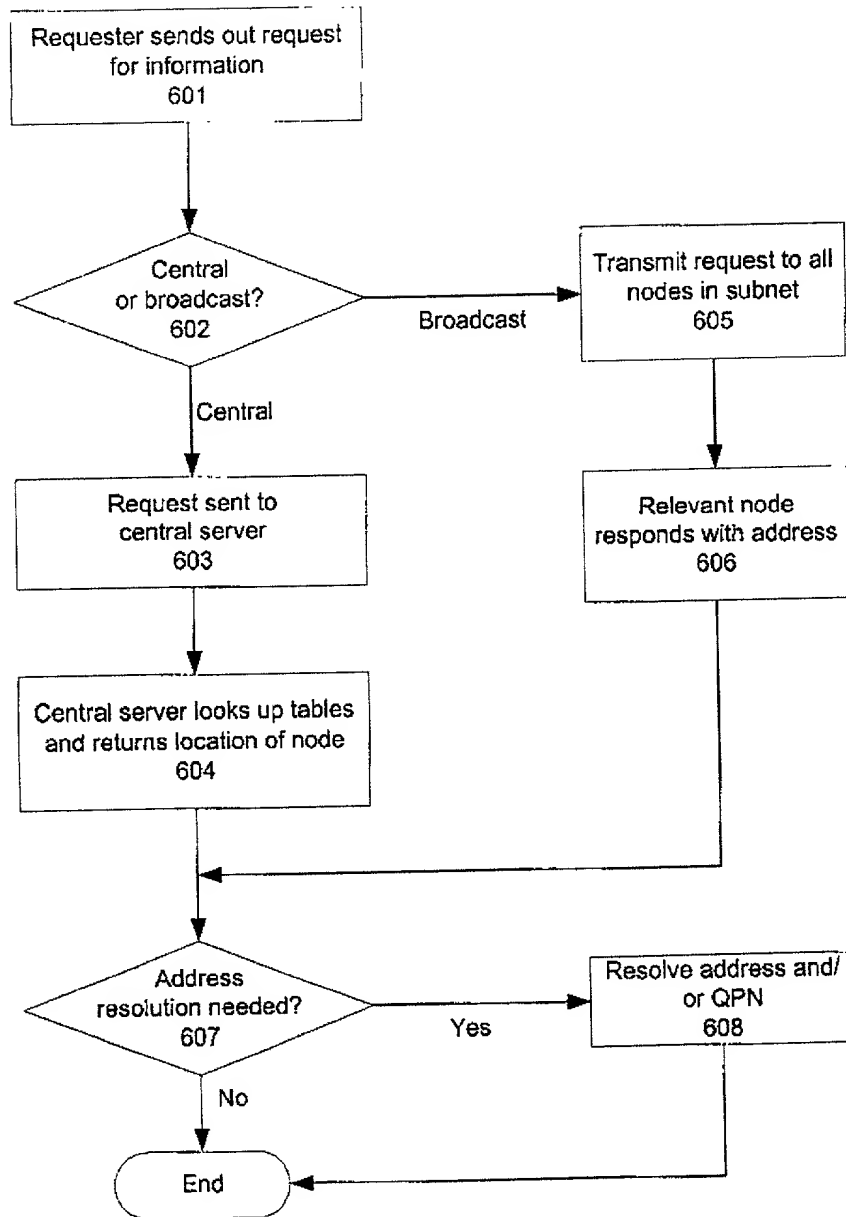 Requester sends out request
for information
601
Central
or broadcast?
602
Broadcast
Transmit request to all
nodes in subnet
605
Central
Request sent to
central server
603
Relevant node
responds with address
606
Central server looks up tables
and returns location of node
604
Address
resolution needed?
607
Yes
Resolve address and/
or QPN
608
No
End